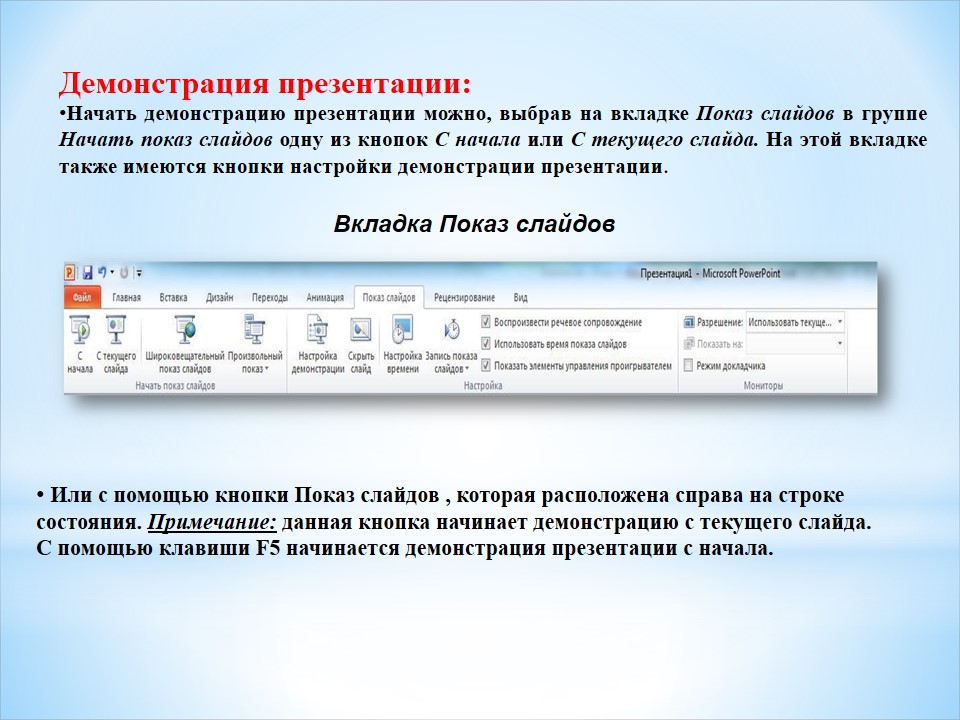 Демонстрация презентации:
•Начать демонстрацию презентации можно, выбрав на вкладке Показ слайдов в группе
Начать показ слайдов одну из кнопок С начала или С текущего слайда. На этой вкладке
также имеются кнопки настройки демонстрации презентации.
Вкладка Показ слайдов
Презентация1 - Microsoft PowerPoint
Файл Главная Вставка Дизайн Переходы Анимация Показ слайдов Рецензирование Вид
С начала
С текущего слайда
Широковещательный показ слайдов
Произвольный показ
Начать показ слайдов
Настройка демонстрации
Скрыть слайд
Настройка времени
Запись показа слайдов
Воспроизвести речевое сопровождение
Использовать время показа слайдов
Показать элементы управления проигрывателем
Настройка
Разрешение: Использовать текуще...
Показать на:
Режим докладчика
Мониторы
• Или с помощью кнопки Показ слайдов , которая расположена справа на строке
состояния. Примечание: данная кнопка начинает демонстрацию с текущего слайда.
С помощью клавиши F5 начинается демонстрация презентации с начала.